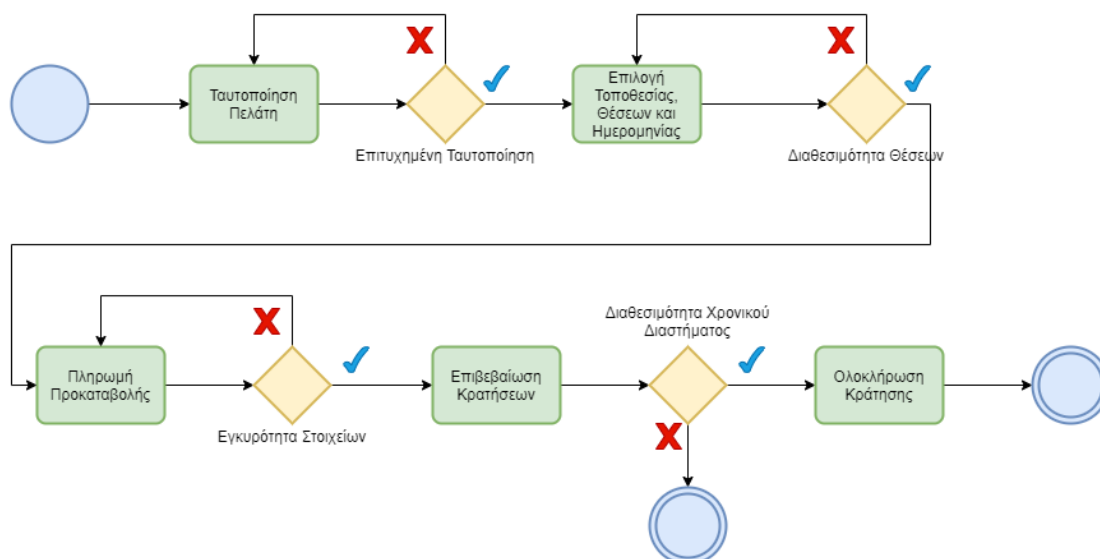 Ταυτοποίηση
Πελάτη
Επιτυχημένη Ταυτοποίηση
Επιλογή
Τοποθεσίας,
Θέσεων και
Ημερομηνίας
Διαθεσιμότητα Θέσεων
Πληρωμή
Προκαταβολής
Εγκυρότητα Στοιχείων
Επιβεβαίωση
Κρατήσεων
Διαθεσιμότητα Χρονικού
Διαστήματος
Ολοκλήρωση
Κράτησης